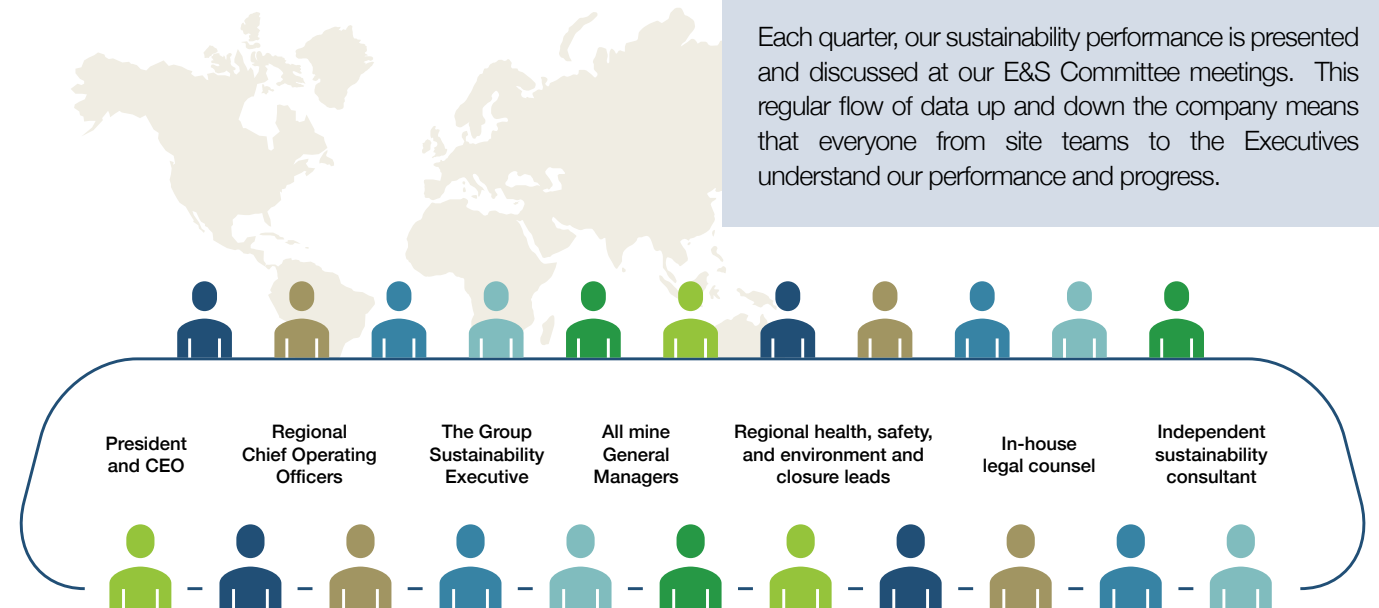 Each quarter, our sustainability performance is presented
and discussed at our E&S Committee meetings. This
regular flow of data up and down the company means
that everyone from site teams to the Executives
understand our performance and progress.
President
and CEO
Regional
Chief Operating
Officers
The Group
Sustainability
Executive
All mine
General
Managers
Regional health, safety,
and environment and
closure leads
In-house
legal counsel
Independent
sustainability
consultant